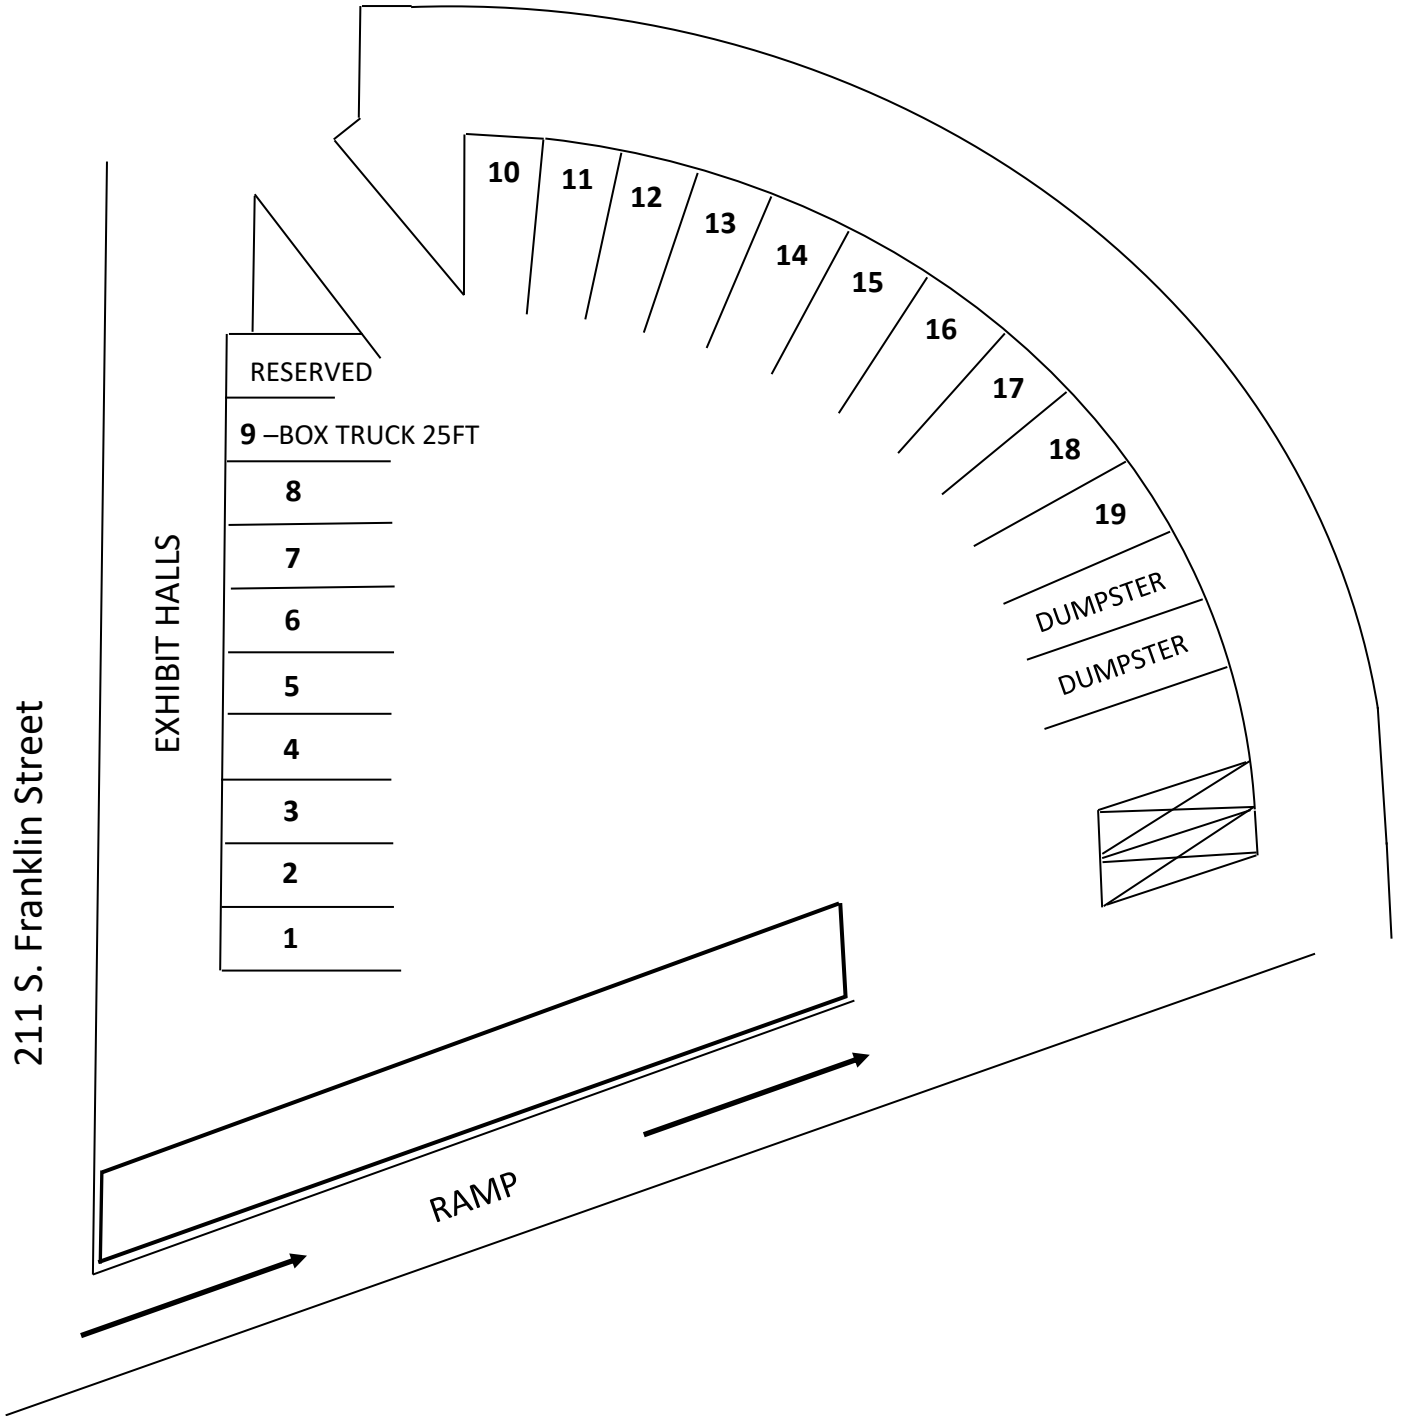 10
11
12
13
14
15
16
17
18
19
DUMPSTER
DUMPSTER
RESERVED
9 –BOX TRUCK 25FT
8
7
6
5
4
3
2
1
EXHIBIT HALLS
211 S. Franklin Street
RAMP